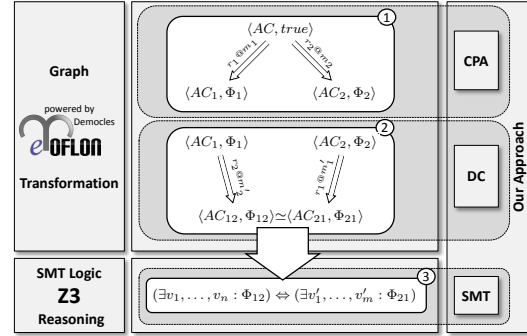 Graph
powered by
Democles
eMOFLON
Transformation
1
⟨AC, true⟩
r₁@m₁
r₂@m₂
⟨AC₁, Φ₁⟩
⟨AC₂, Φ₂⟩
CPA
2
⟨AC₁, Φ₁⟩
⟨AC₂, Φ₂⟩
r₂@m₂′
r₁@m₁′
⟨AC₁₂, Φ₁₂⟩≃⟨AC₂₁, Φ₂₁⟩
DC
Our Approach
SMT Logic
Z3
Reasoning
3
(∃v₁, . . . , vₙ : Φ₁₂) ⇔ (∃v′₁, . . . , v′ₘ : Φ₂₁)
SMT